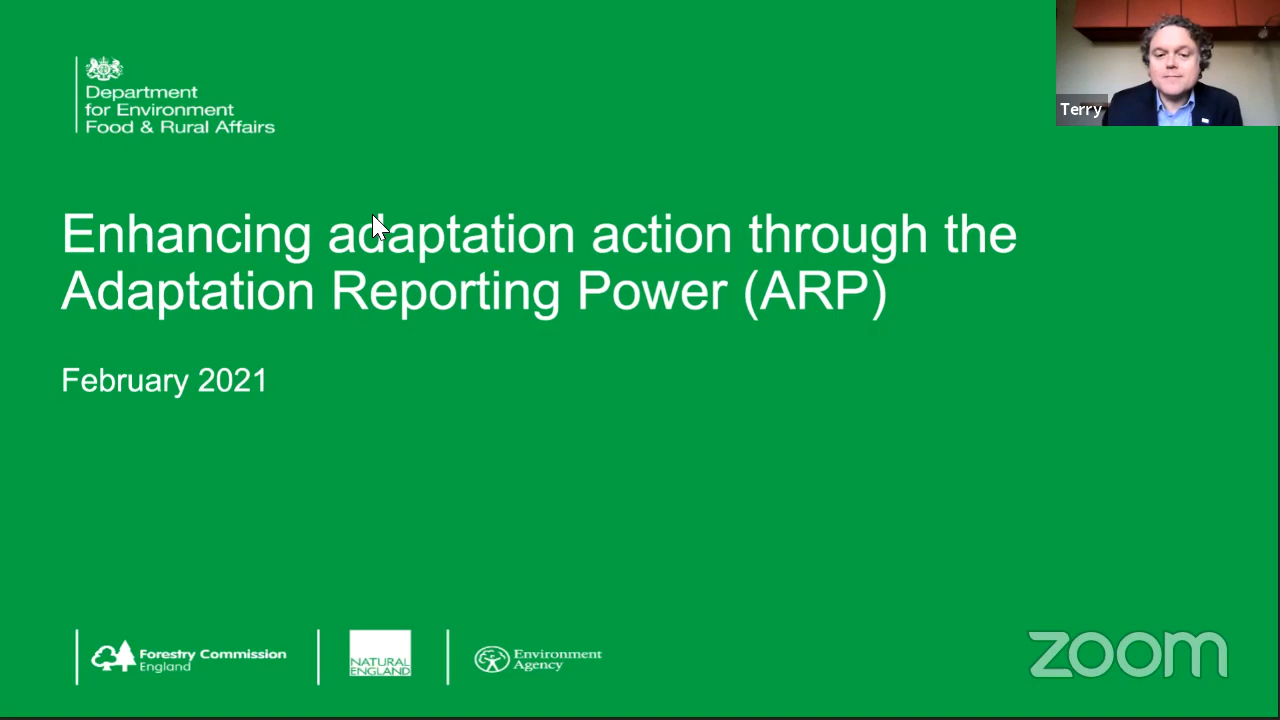 Department
for Environment
Food & Rural Affairs
Terry
Enhancing adaptation action through the
Adaptation Reporting Power (ARP)
February 2021
Forestry Commission
England
NATURAL
ENGLAND
Environment
Agency
zoom